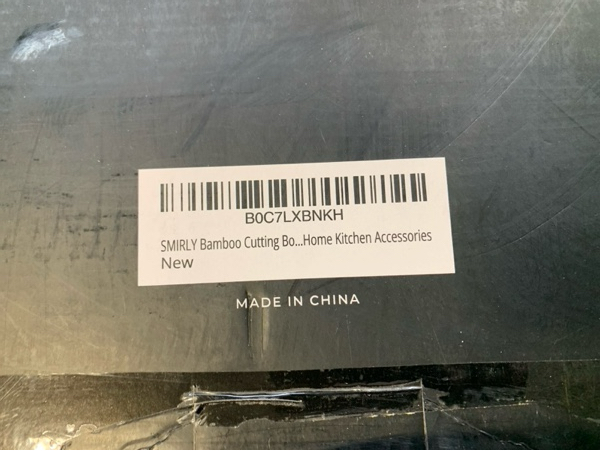 B0C7LXBNKH
SMIRLY Bamboo Cutting Bo...Home Kitchen Accessories
New
MADE IN CHINA